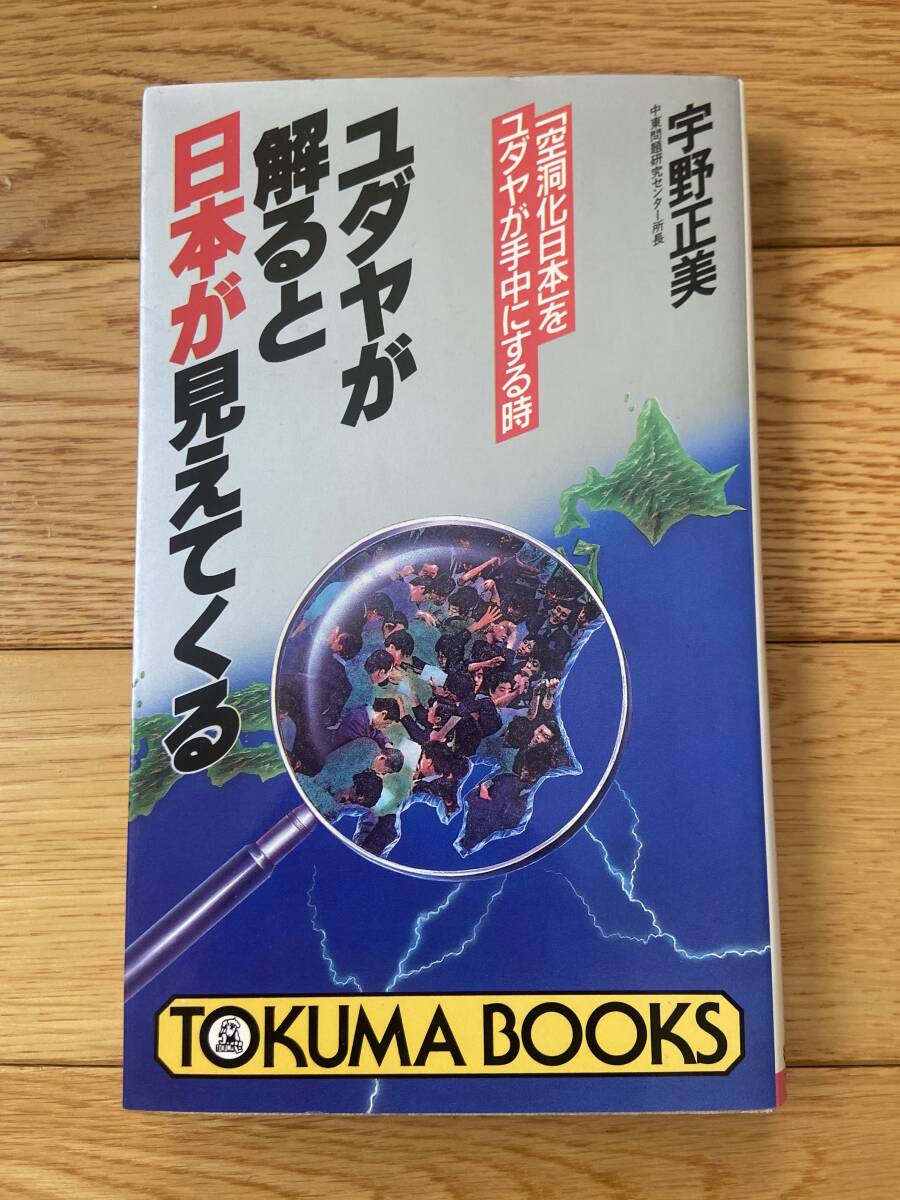 宇野正美
中東問題研究センター所長
「空洞化日本」を
ユダヤが手中にする時
ユダヤが
解ると
日本が見えてくる
TOKUMA BOOKS